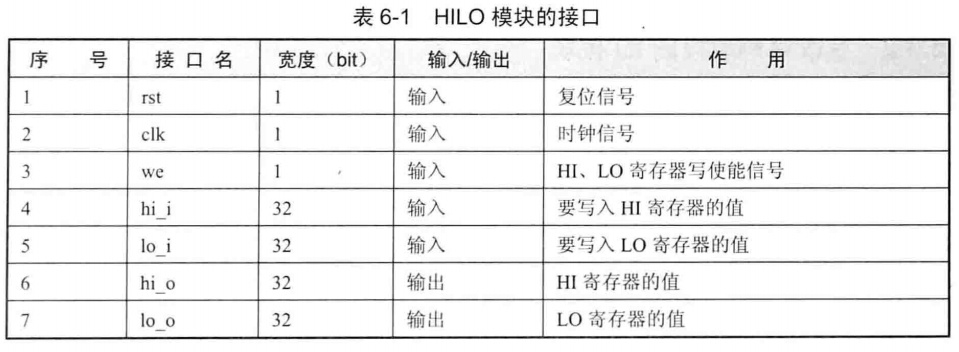 表 6-1 HILO 模块的接口
序 号 接 口 名 宽度（bit） 输入/输出 作 用
1 rst 1 输入 复位信号
2 clk 1 输入 时钟信号
3 we 1 输入 HI、LO 寄存器写使能信号
4 hi_i 32 输入 要写入 HI 寄存器的值
5 lo_i 32 输入 要写入 LO 寄存器的值
6 hi_o 32 输出 HI 寄存器的值
7 lo_o 32 输出 LO 寄存器的值